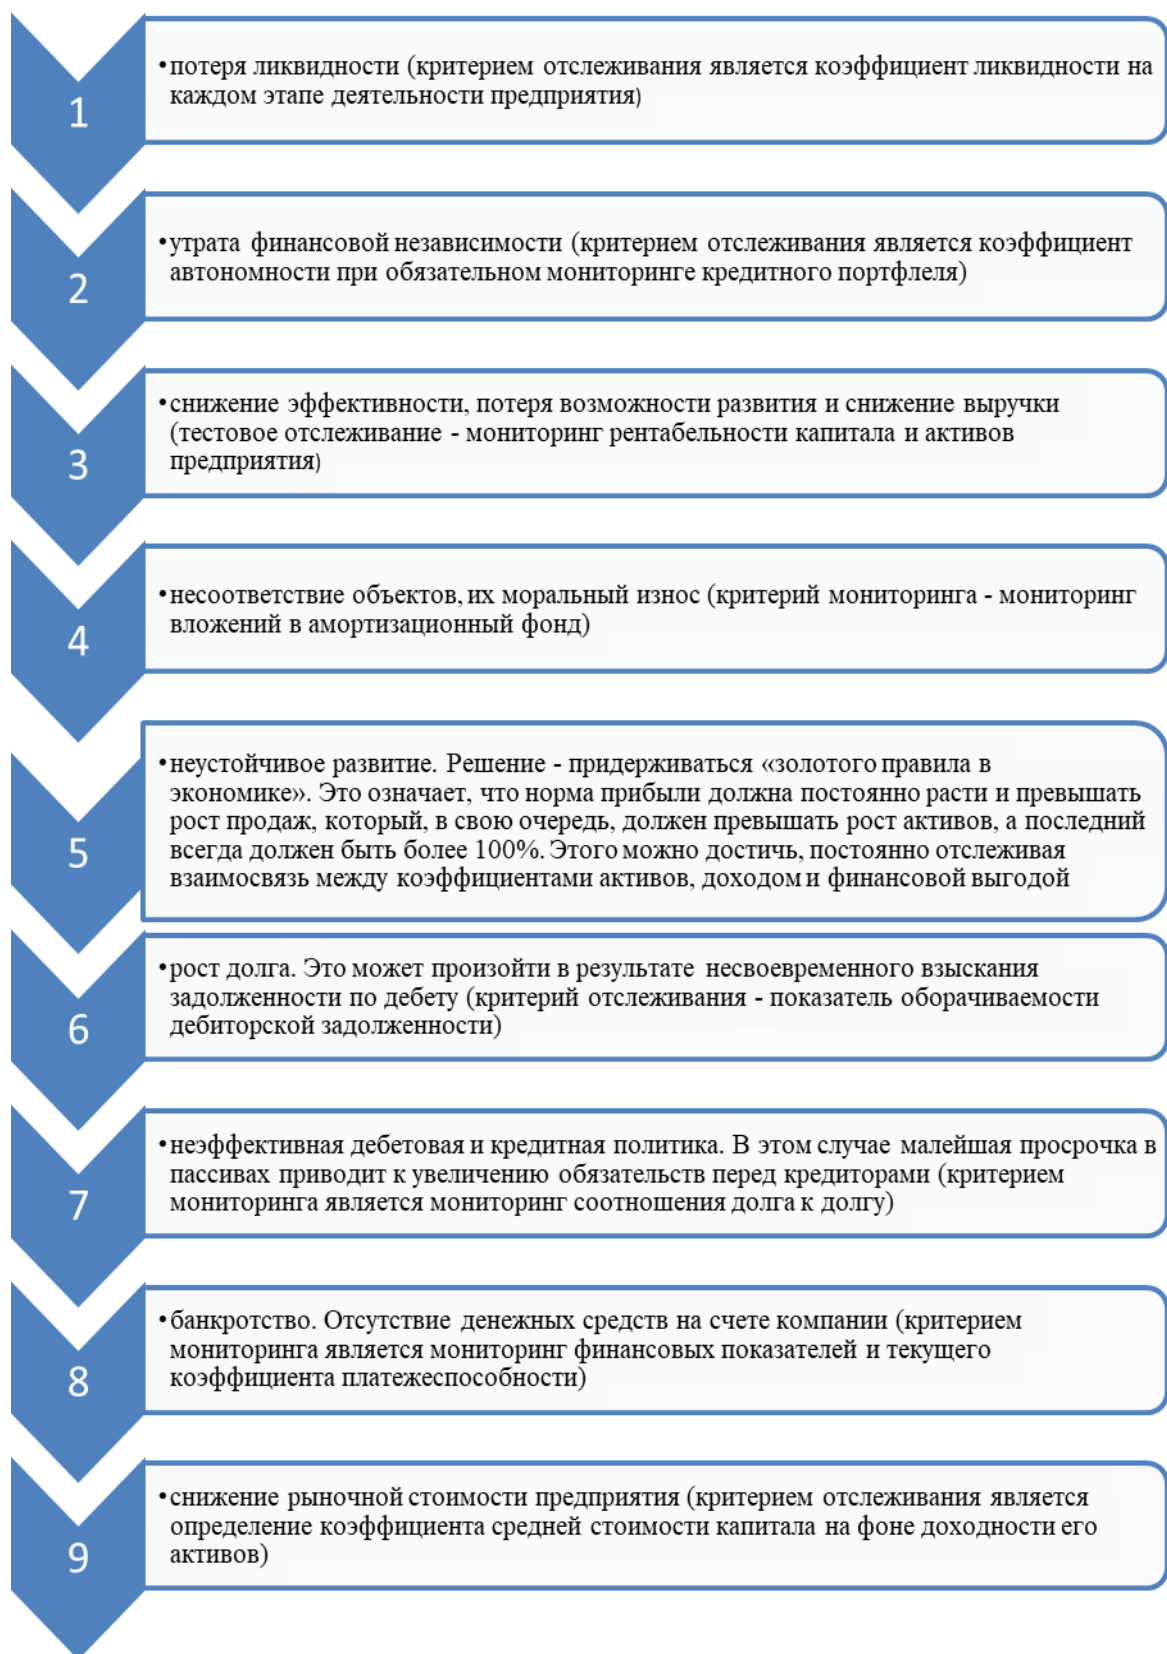 1
•потеря ликвидности (критерием отслеживания является коэффициент ликвидности на
каждом этапе деятельности предприятия)
2
•утрата финансовой независимости (критерием отслеживания является коэффициент
автономности при обязательном мониторинге кредитного портфлеля)
3
•снижение эффективности, потеря возможности развития и снижение выручки
(тестовое отслеживание - мониторинг рентабельности капитала и активов
предприятия)
4
•несоответствие объектов, их моральный износ (критерий мониторинга - мониторинг
вложений в амортизационный фонд)
5
•неустойчивое развитие. Решение - придерживаться «золотого правила в
экономике». Это означает, что норма прибыли должна постоянно расти и превышать
рост продаж, который, в свою очередь, должен превышать рост активов, а последний
всегда должен быть более 100%. Этого можно достичь, постоянно отслеживая
взаимосвязь между коэффициентами активов, доходом и финансовой выгодой
6
•рост долга. Это может произойти в результате несвоевременного взыскания
задолженности по дебету (критерий отслеживания - показатель оборачиваемости
дебиторской задолженности)
7
•неэффективная дебетовая и кредитная политика. В этом случае малейшая просрочка в
пассивах приводит к увеличению обязательств перед кредиторами (критерием
мониторинга является мониторинг соотношения долга к долгу)
8
•банкротство. Отсутствие денежных средств на счете компании (критерием
мониторинга является мониторинг финансовых показателей и текущего
коэффициента платежеспособности)
9
•снижение рыночной стоимости предприятия (критерием отслеживания является
определение коэффициента средней стоимости капитала на фоне доходности его
активов)